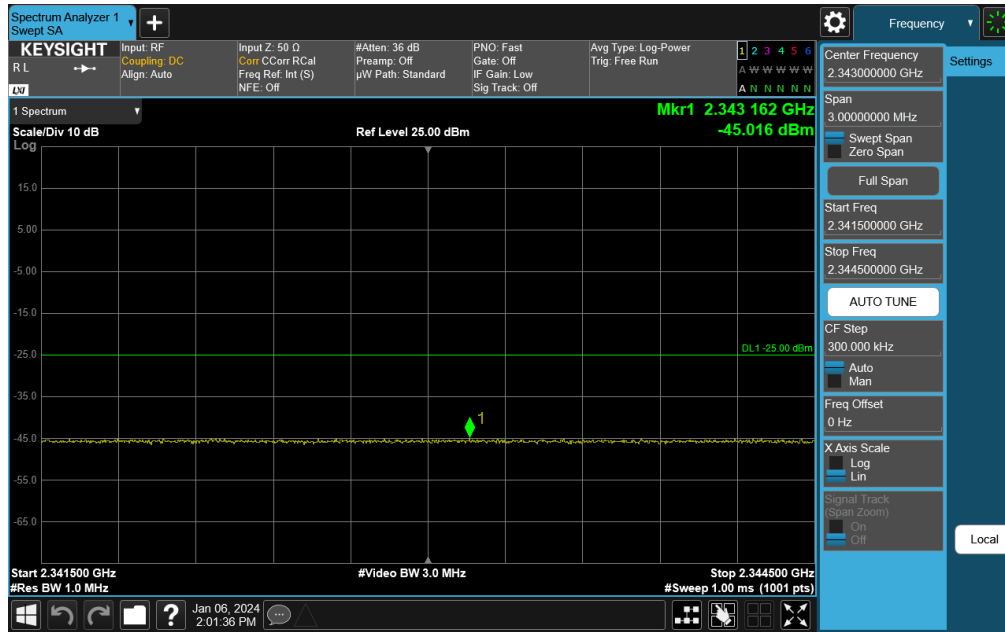 Spectrum Analyzer 1
Swept SA
Frequency
Settings
KEYSIGHT
R L
LXI
Input: RF
Coupling: DC
Align: Auto
Input Z: 50 Ω
Corr CCorr RCal
Freq Ref: Int (S)
NFE: Off
#Atten: 36 dB
Preamp: Off
µW Path: Standard
PNO: Fast
Gate: Off
IF Gain: Low
Sig Track: Off
Avg Type: Log-Power
Trig: Free Run
1 2 3 4 5 6
A W W W W W
A N N N N N
1 Spectrum
Mkr1 2.343 162 GHz
Scale/Div 10 dB
Ref Level 25.00 dBm
-45.016 dBm
Log
15.0
5.00
-5.00
-15.0
-25.0
DL1 -25.00 dBm
-35.0
1
-45.0
-55.0
-65.0
Start 2.341500 GHz
#Video BW 3.0 MHz
Stop 2.344500 GHz
#Res BW 1.0 MHz
#Sweep 1.00 ms (1001 pts)
Center Frequency
2.343000000 GHz
Span
3.00000000 MHz
Swept Span
Zero Span
Full Span
Start Freq
2.341500000 GHz
Stop Freq
2.344500000 GHz
AUTO TUNE
CF Step
300.000 kHz
Auto
Man
Freq Offset
0 Hz
X Axis Scale
Log
Lin
Signal Track
(Span Zoom)
On
Off
Local
?
Jan 06, 2024
2:01:36 PM